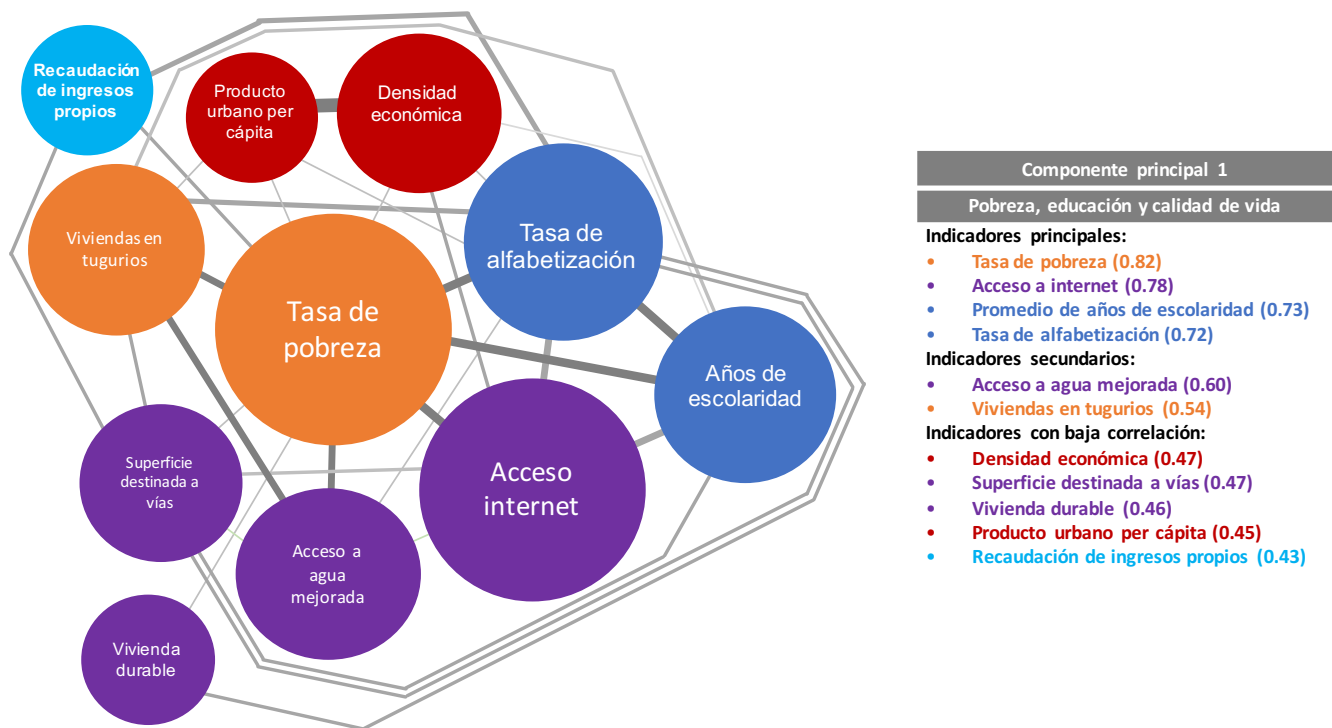 Recaudación
de ingresos
propios
Producto
urbano per
cápita
Densidad
económica
Viviendas en
tugurios
Tasa de
alfabetización
Tasa de
pobreza
Años de
escolaridad
Superficie
destinada a
vías
Acceso
internet
Acceso a
agua
mejorada
Vivienda
durable
Componente principal 1
Pobreza, educación y calidad de vida
Indicadores principales:
• Tasa de pobreza (0.82)
• Acceso a internet (0.78)
• Promedio de años de escolaridad (0.73)
• Tasa de alfabetización (0.72)
Indicadores secundarios:
• Acceso a agua mejorada (0.60)
• Viviendas en tugurios (0.54)
Indicadores con baja correlación:
• Densidad económica (0.47)
• Superficie destinada a vías (0.47)
• Vivienda durable (0.46)
• Producto urbano per cápita (0.45)
• Recaudación de ingresos propios (0.43)